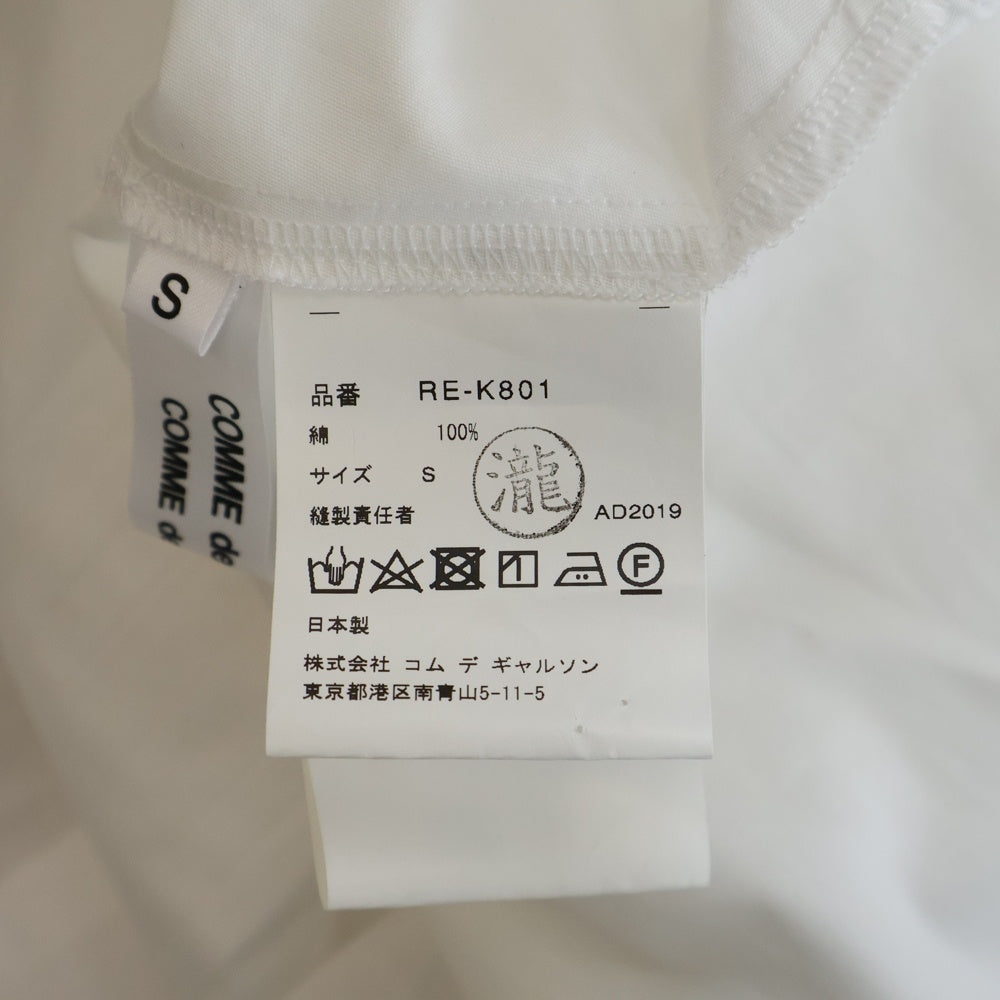 S
COMME de
COMME de
品番 RE-K801
綿 100%
サイズ S
縫製責任者 瀧 AD2019
F
日本製
株式会社 コム デ ギャルソン
東京都港区南青山5-11-5